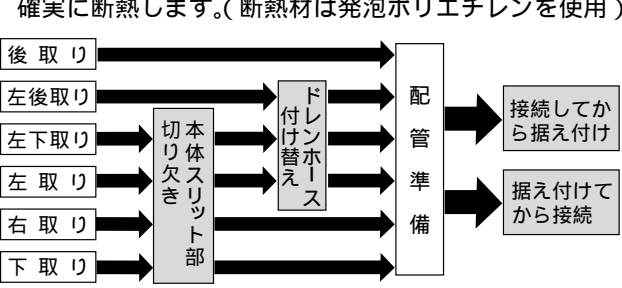 確実に断熱します。(断熱材は発泡ポリエチレンを使用)
後取り
左後取り
左下取り
左取り
右取り
下取り
本体スリット部
切り欠き
ドレンホース
付け替え
配管準備
接続してか
ら据え付け
据え付けて
から接続